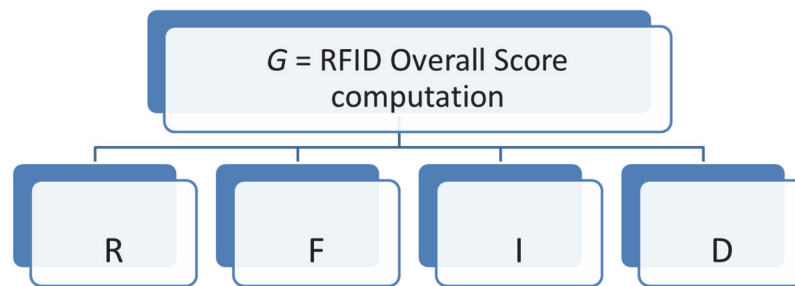 G = RFID Overall Score
computation
R
F
I
D